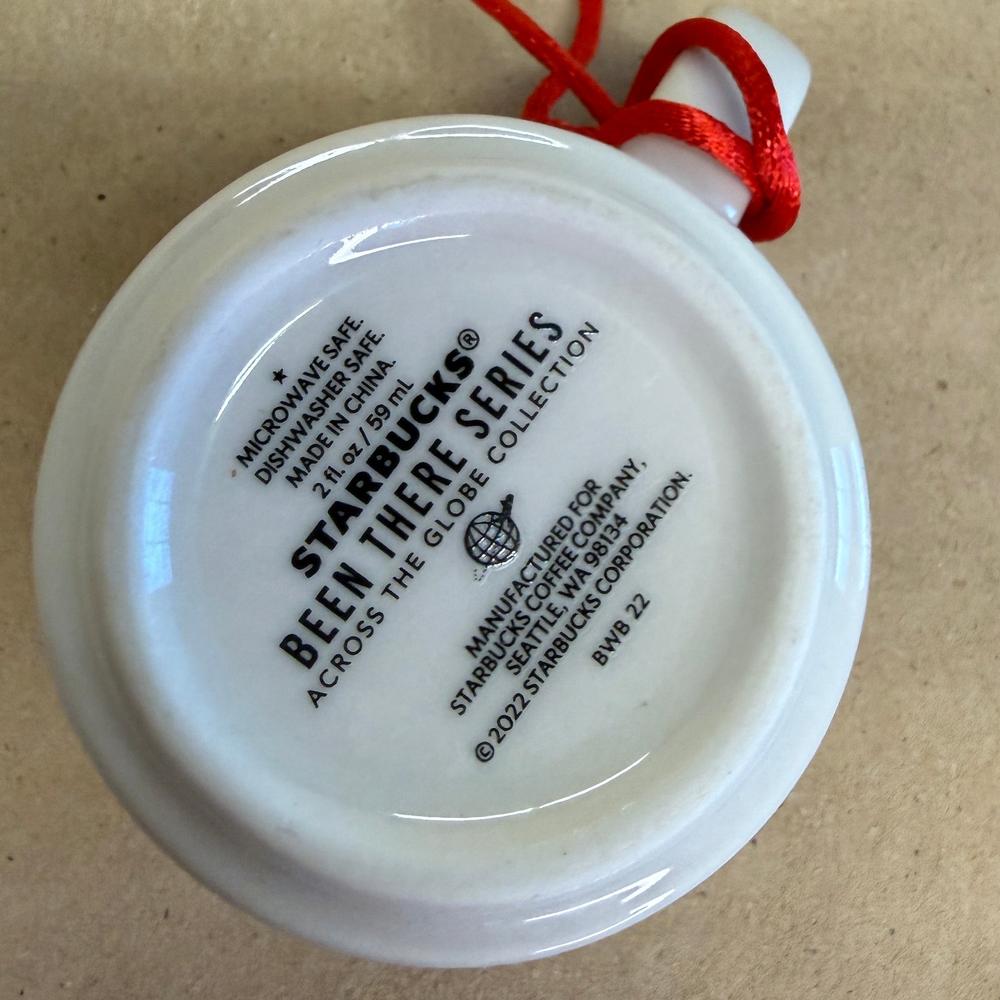 MICROWAVE SAFE.
DISHWASHER SAFE.
MADE IN CHINA.
2 fl. oz / 59 mL
STARBUCKS®
BEEN THERE SERIES
ACROSS THE GLOBE COLLECTION
MANUFACTURED FOR
STARBUCKS COFFEE COMPANY,
SEATTLE, WA 98134
©2022 STARBUCKS CORPORATION.
BWB 22